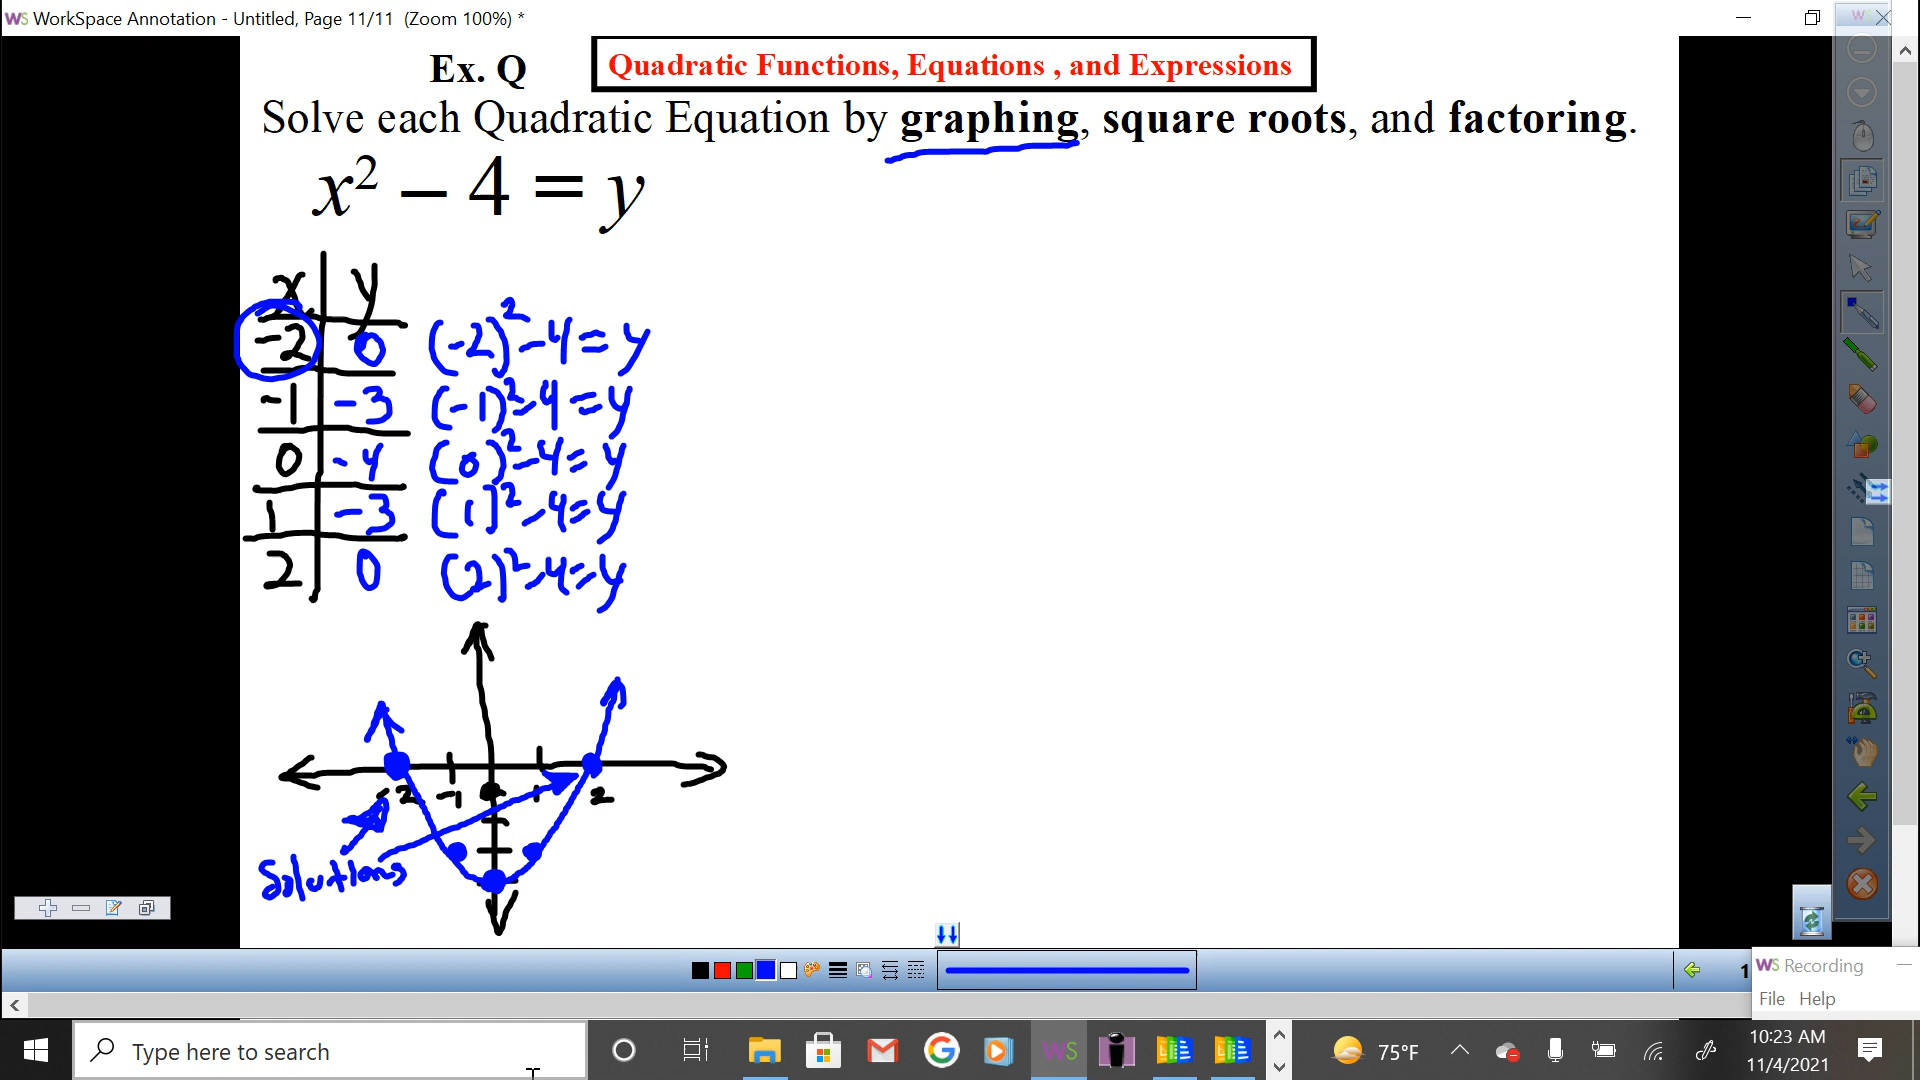 WS WorkSpace Annotation - Untitled, Page 11/11 (Zoom 100%) *
Ex. Q
Quadratic Functions, Equations , and Expressions
Solve each Quadratic Equation by graphing, square roots, and factoring.
x² – 4 = y
x y
-2 0 (-2)² - 4 = y
-1 -3 (-1)² - 4 = y
0 -4 (0)² - 4 = y
1 -3 (1)² - 4 = y
2 0 (2)² - 4 = y
-2 -1 1 2
Solutions
WS Recording
File Help
Type here to search
WS
75°F
10:23 AM
11/4/2021